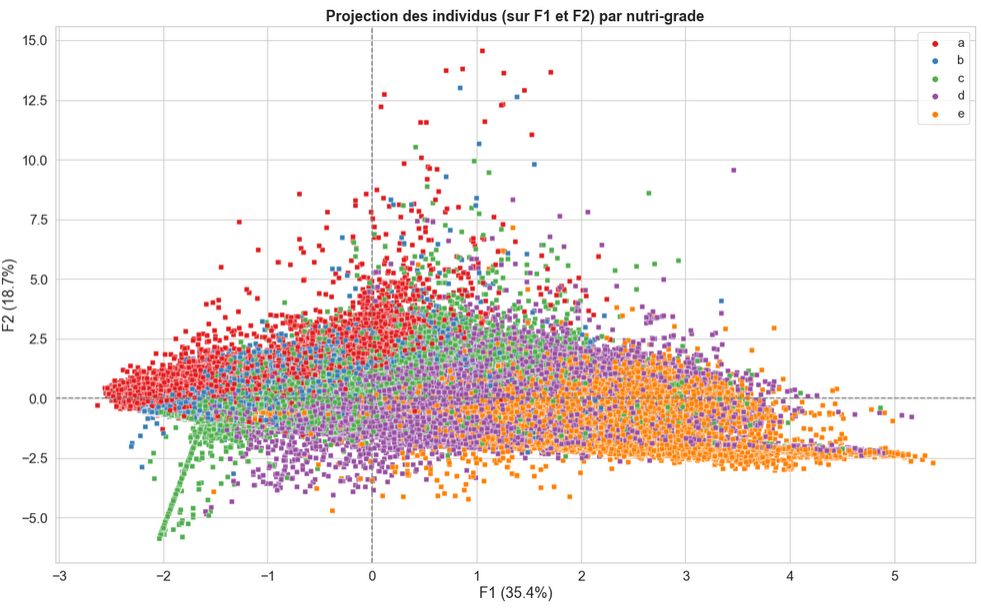 Projection des individus (sur F1 et F2) par nutri-grade
15.0
12.5
10.0
7.5
5.0
2.5
0.0
−2.5
−5.0
F2 (18.7%)
−3
−2
−1
0
1
2
3
4
5
F1 (35.4%)
a
b
c
d
e